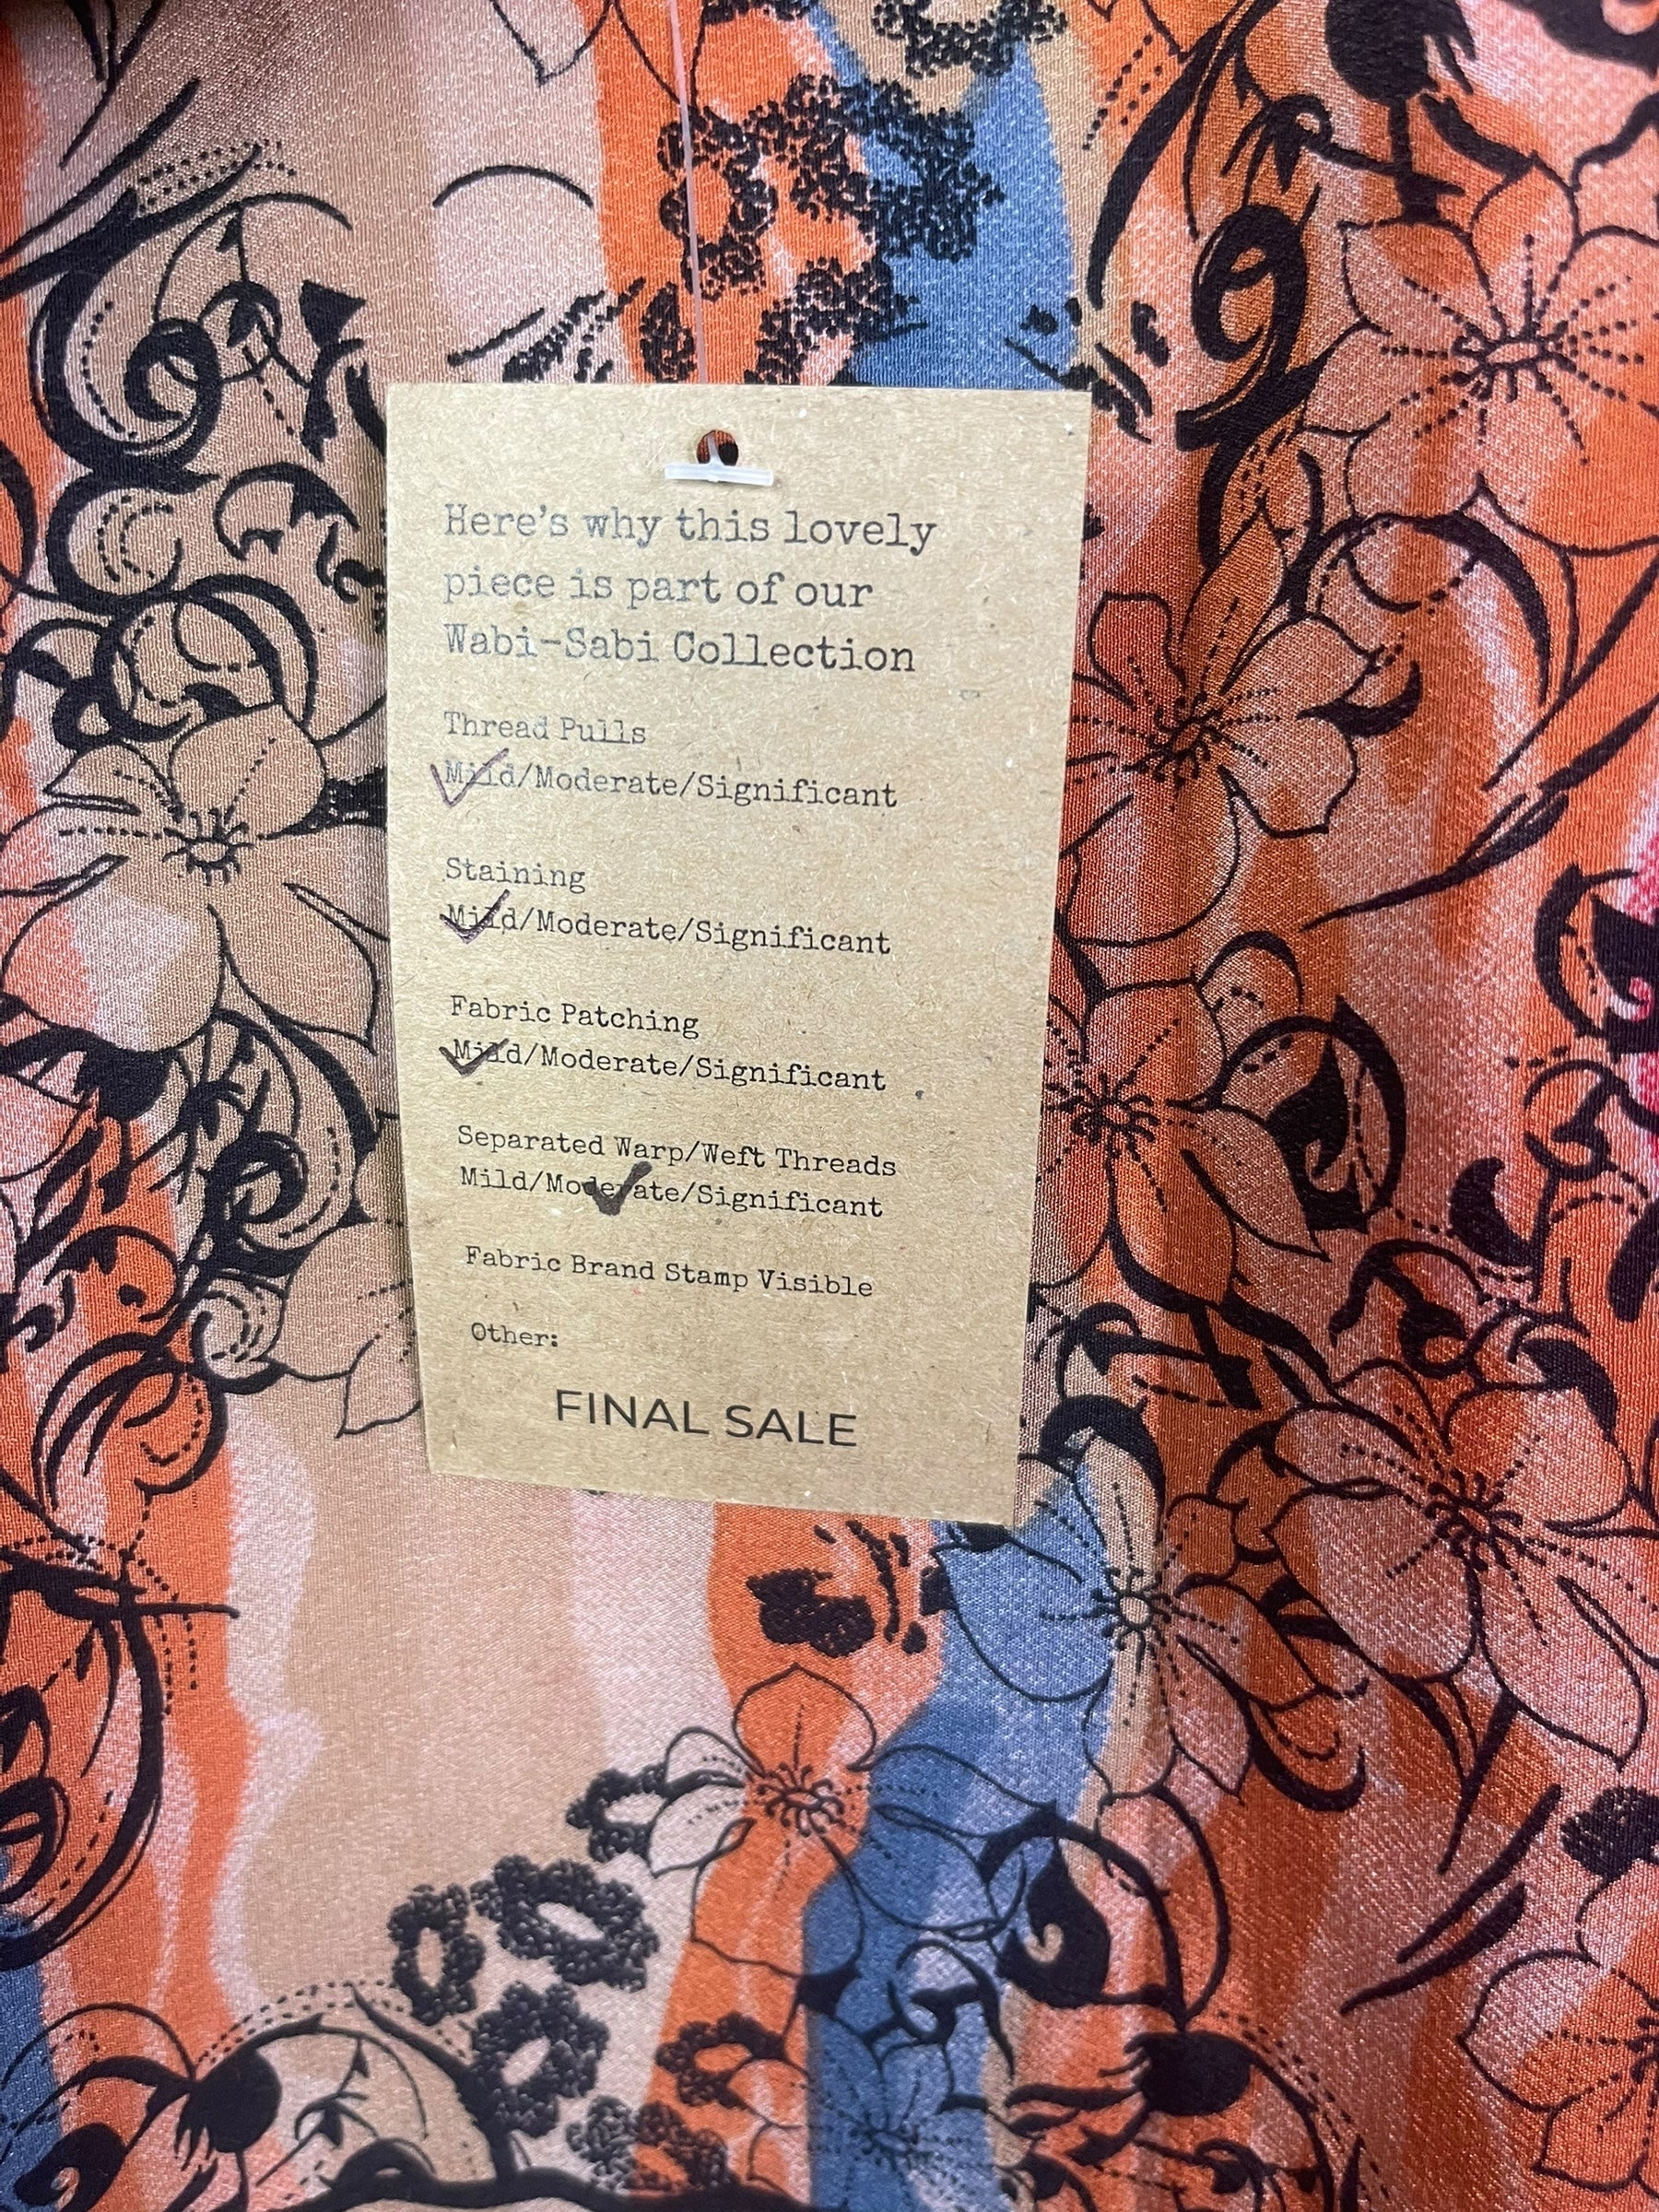 Here's why this lovely
piece is part of our
Wabi-Sabi Collection
Thread Pulls
Mild/Moderate/Significant
Staining
Mild/Moderate/Significant
Fabric Patching
Mild/Moderate/Significant
Separated Warp/Weft Threads
Mild/Moderate/Significant
Fabric Brand Stamp Visible
Other:
FINAL SALE